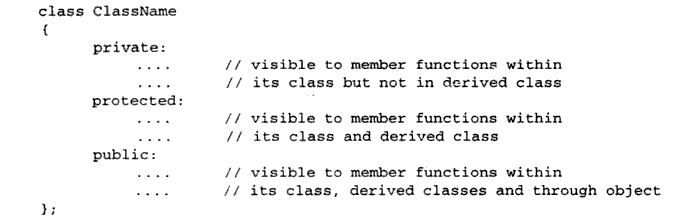 class ClassName
{
private:
.... // visible to member functions within
.... // its class but not in derived class
protected:
.... // visible to member functions within
.... // its class and derived class
public:
.... // visible to member functions within
.... // its class, derived classes and through object
};